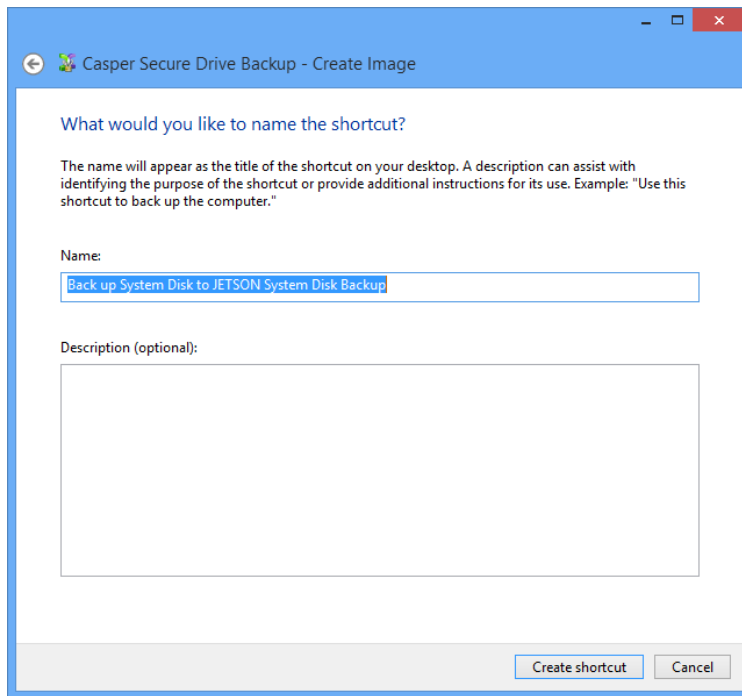 Casper Secure Drive Backup - Create Image
What would you like to name the shortcut?
The name will appear as the title of the shortcut on your desktop. A description can assist with
identifying the purpose of the shortcut or provide additional instructions for its use. Example: "Use this
shortcut to back up the computer."
Name:
Back up System Disk to JETSON System Disk Backup
Description (optional):
Create shortcut
Cancel